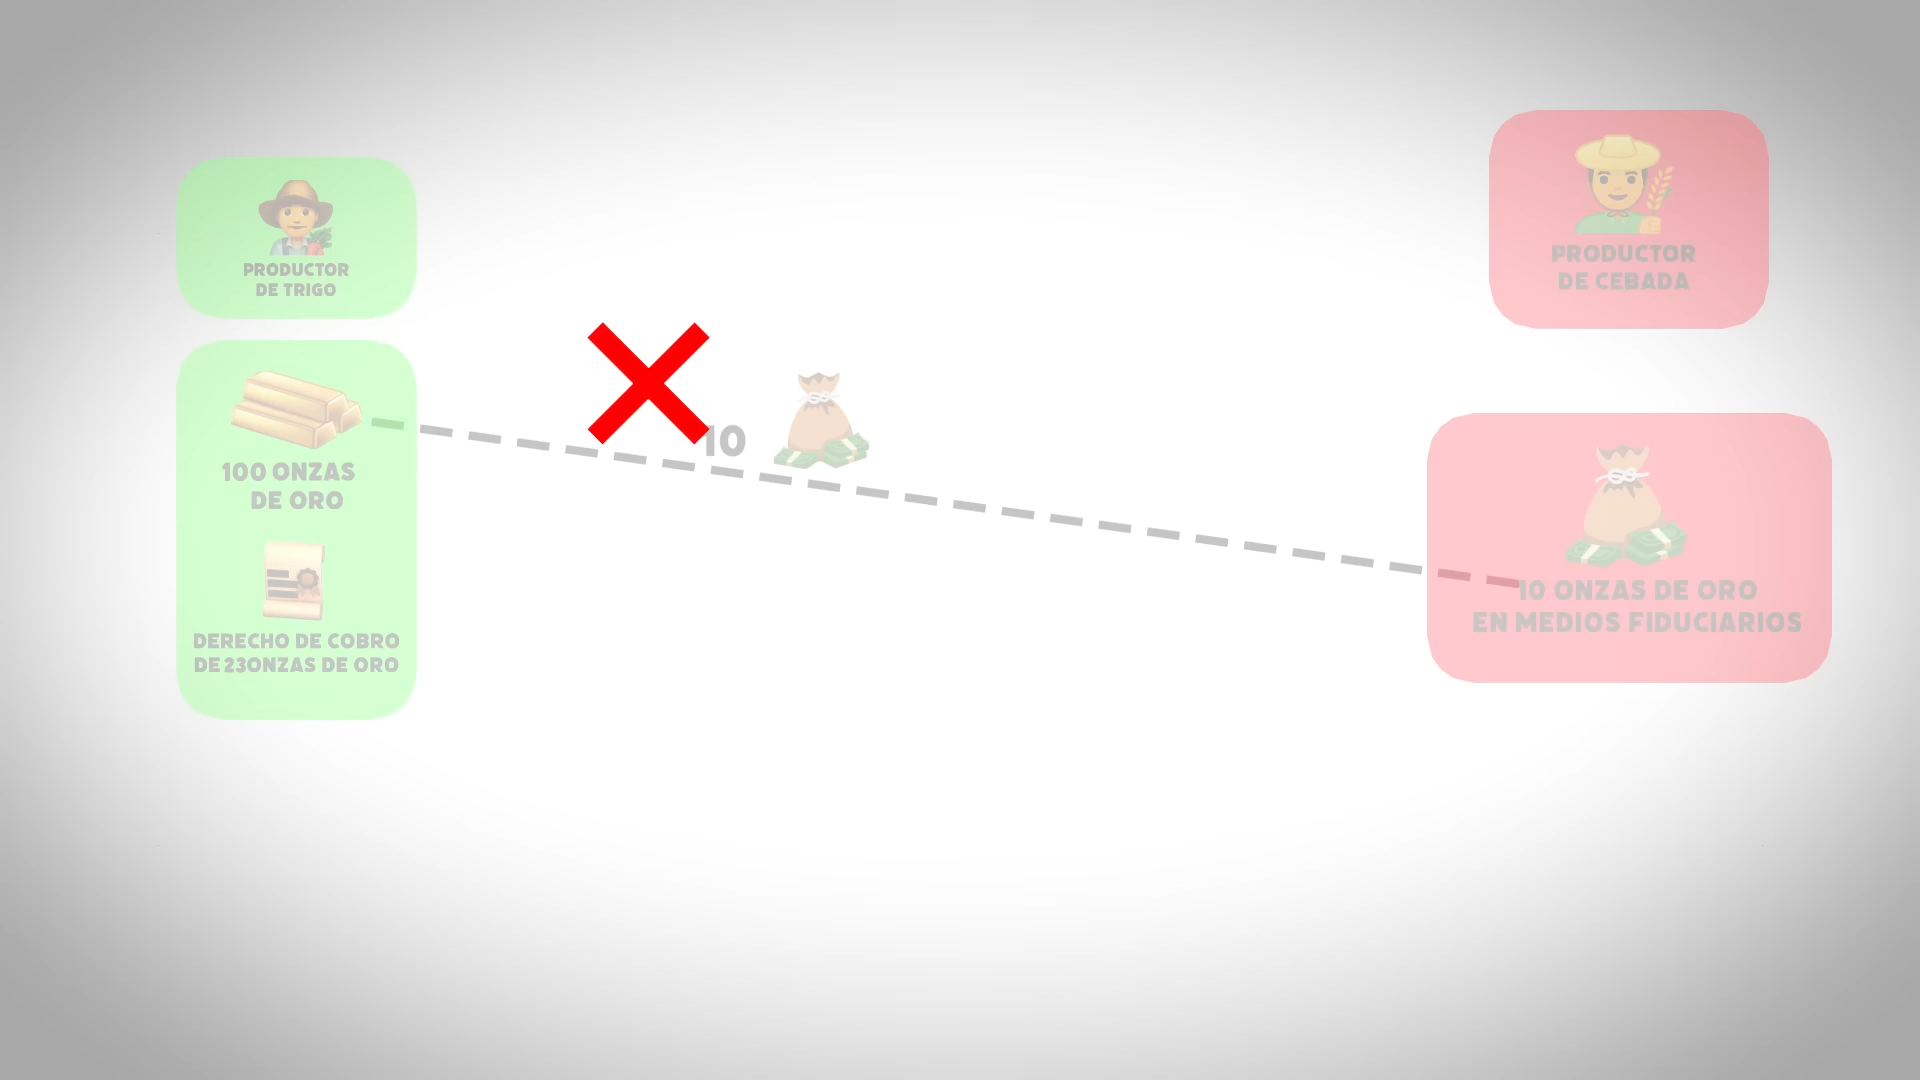 PRODUCTOR
DE TRIGO
100 ONZAS
DE ORO
DERECHO DE COBRO
DE 23ONZAS DE ORO
10
PRODUCTOR
DE CEBADA
10 ONZAS DE ORO
EN MEDIOS FIDUCIARIOS